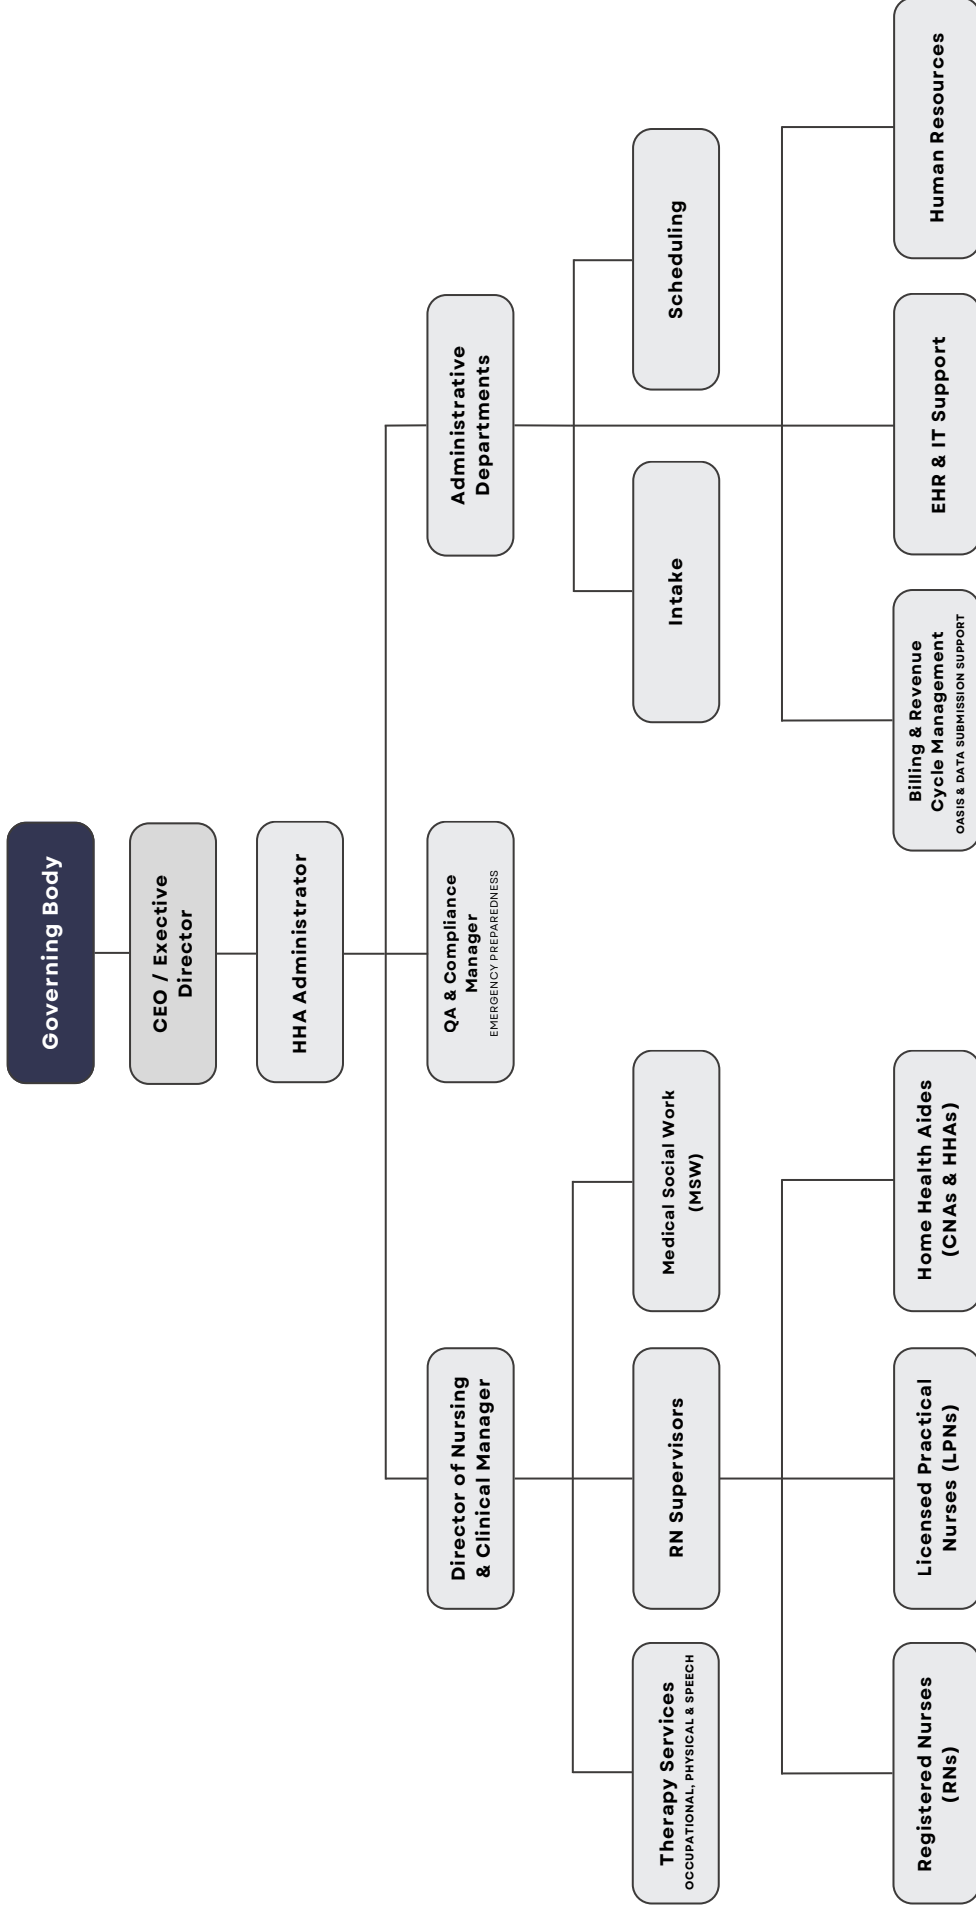 Governing Body
CEO / Exective
Director
HHA Administrator
Director of Nursing
& Clinical Manager
QA & Compliance
Manager
EMERGENCY PREPAREDNESS
Administrative
Departments
Therapy Services
OCCUPATIONAL, PHYSICAL & SPEECH
RN Supervisors
Medical Social Work
(MSW)
Intake
Scheduling
Registered Nurses
(RNs)
Licensed Practical
Nurses (LPNs)
Home Health Aides
(CNAs & HHAs)
Billing & Revenue
Cycle Management
OASIS & DATA SUBMISSION SUPPORT
EHR & IT Support
Human Resources